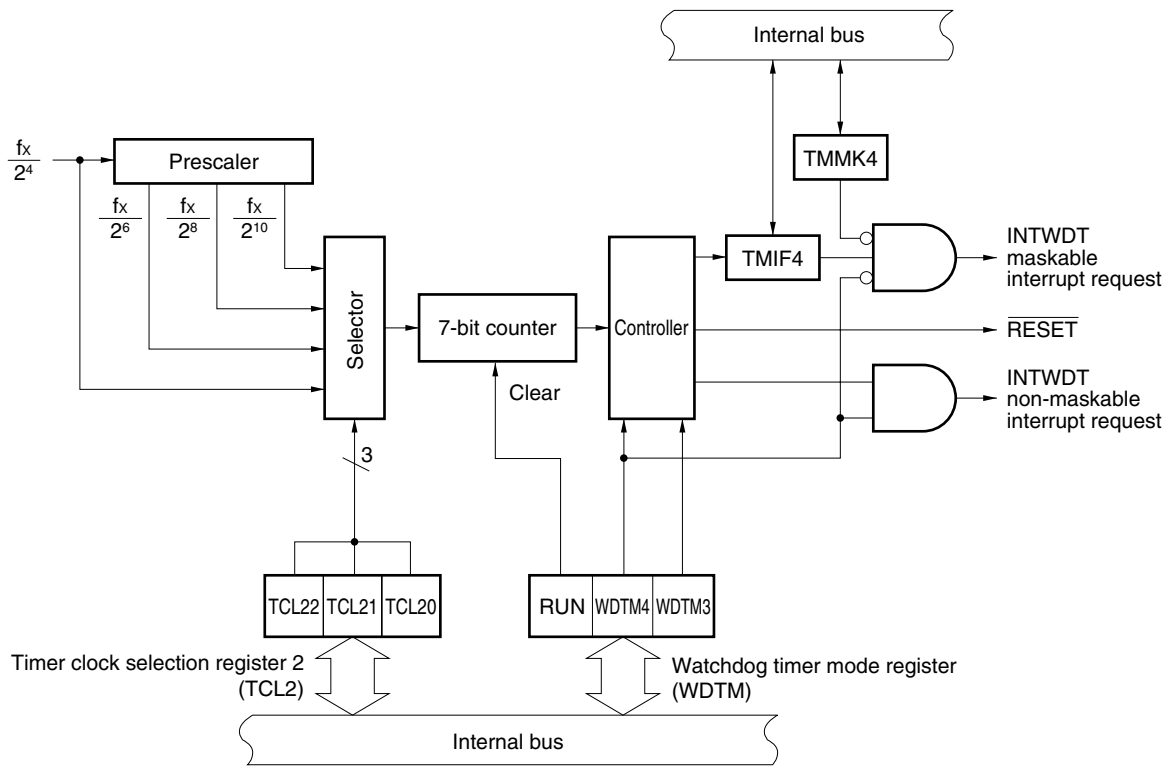 Internal bus
fX
2⁴
Prescaler
TMMK4
fX
2⁶
fX
2⁸
fX
2¹⁰
TMIF4
INTWDT
maskable
interrupt request
Selector
7-bit counter
Controller
RESET
Clear
INTWDT
non-maskable
interrupt request
3
TCL22 TCL21 TCL20
RUN WDTM4 WDTM3
Timer clock selection register 2
(TCL2)
Watchdog timer mode register
(WDTM)
Internal bus